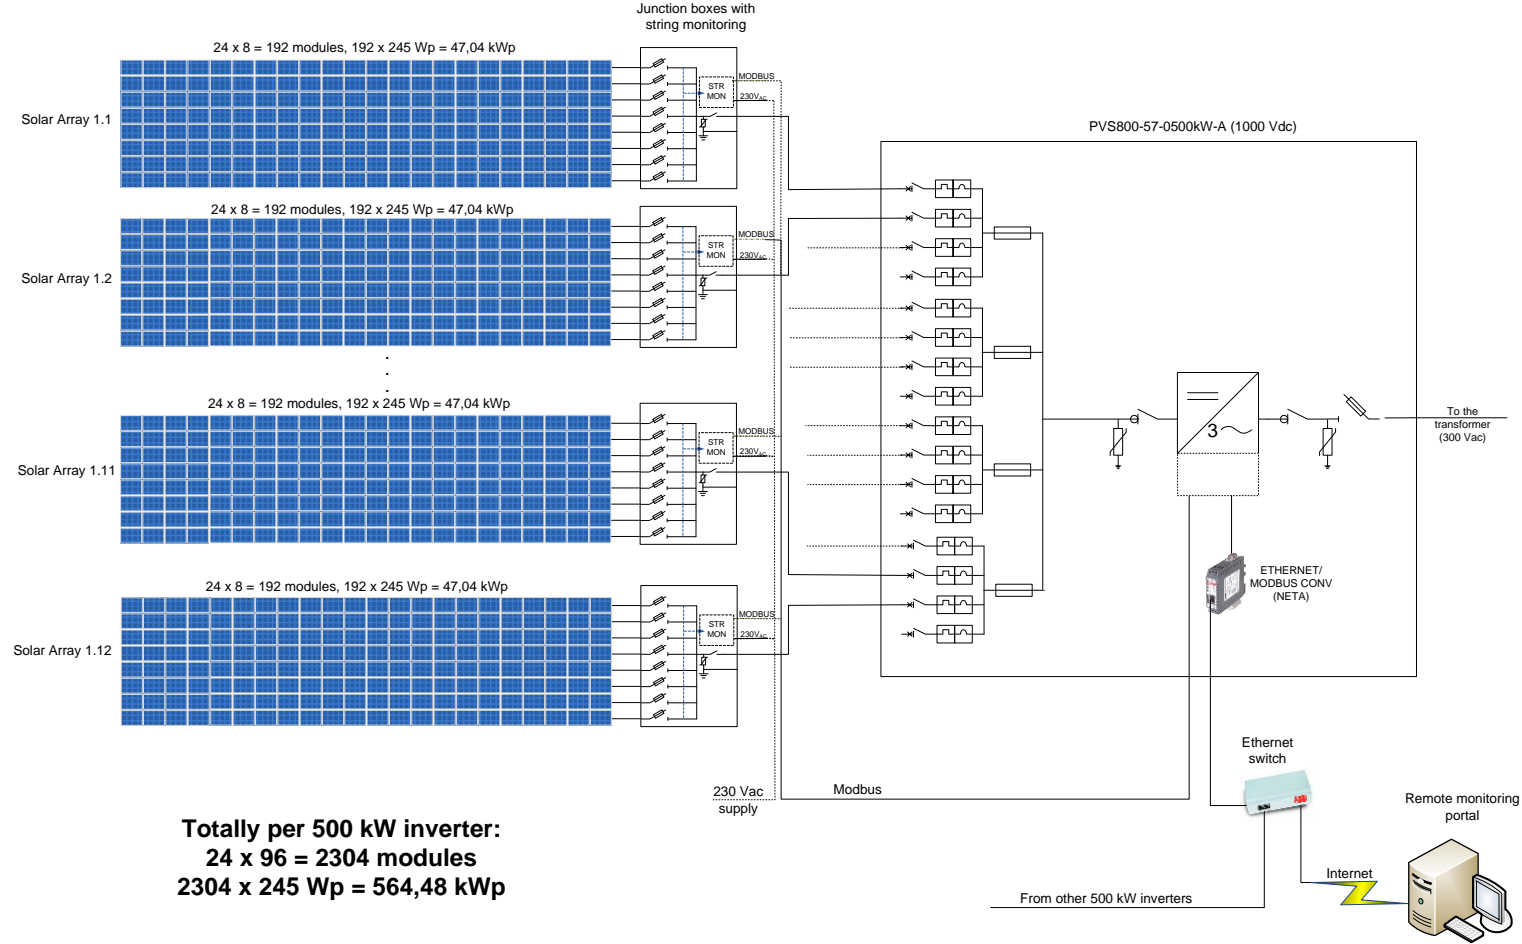 Junction boxes with
string monitoring
24 x 8 = 192 modules, 192 x 245 Wp = 47,04 kWp
Solar Array 1.1
STR
MON
MODBUS
230VAC
PVS800-57-0500kW-A (1000 Vdc)
24 x 8 = 192 modules, 192 x 245 Wp = 47,04 kWp
Solar Array 1.2
STR
MON
MODBUS
230VAC
.
.
.
24 x 8 = 192 modules, 192 x 245 Wp = 47,04 kWp
Solar Array 1.11
STR
MON
MODBUS
230VAC
3
To the
transformer
(300 Vac)
24 x 8 = 192 modules, 192 x 245 Wp = 47,04 kWp
Solar Array 1.12
STR
MON
MODBUS
230VAC
ETHERNET/
MODBUS CONV
(NETA)
Ethernet
switch
230 Vac
supply
Modbus
ABB
Remote monitoring
portal
Totally per 500 kW inverter:
24 x 96 = 2304 modules
2304 x 245 Wp = 564,48 kWp
Internet
From other 500 kW inverters